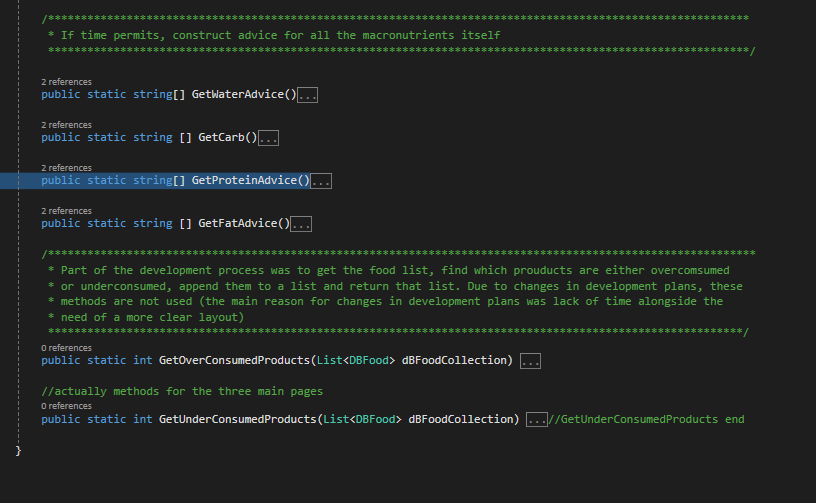 /***********************************************************************************************************
* If time permits, construct advice for all the macronutrients itself
***********************************************************************************************************/
2 references
public static string[] GetWaterAdvice()...
2 references
public static string [] GetCarb()...
2 references
public static string[] GetProteinAdvice()...
2 references
public static string [] GetFatAdvice()...
/************************************************************************************************************
* Part of the development process was to get the food list, find which prouducts are either overcomsumed
* or underconsumed, append them to a list and return that list. Due to changes in development plans, these
* methods are not used (the main reason for changes in development plans was lack of time alongside the
* need of a more clear layout)
**********************************************************************************************************/
0 references
public static int GetOverConsumedProducts(List<DBFood> dBFoodCollection) ...
//actually methods for the three main pages
0 references
public static int GetUnderConsumedProducts(List<DBFood> dBFoodCollection) ...//GetUnderConsumedProducts end
}